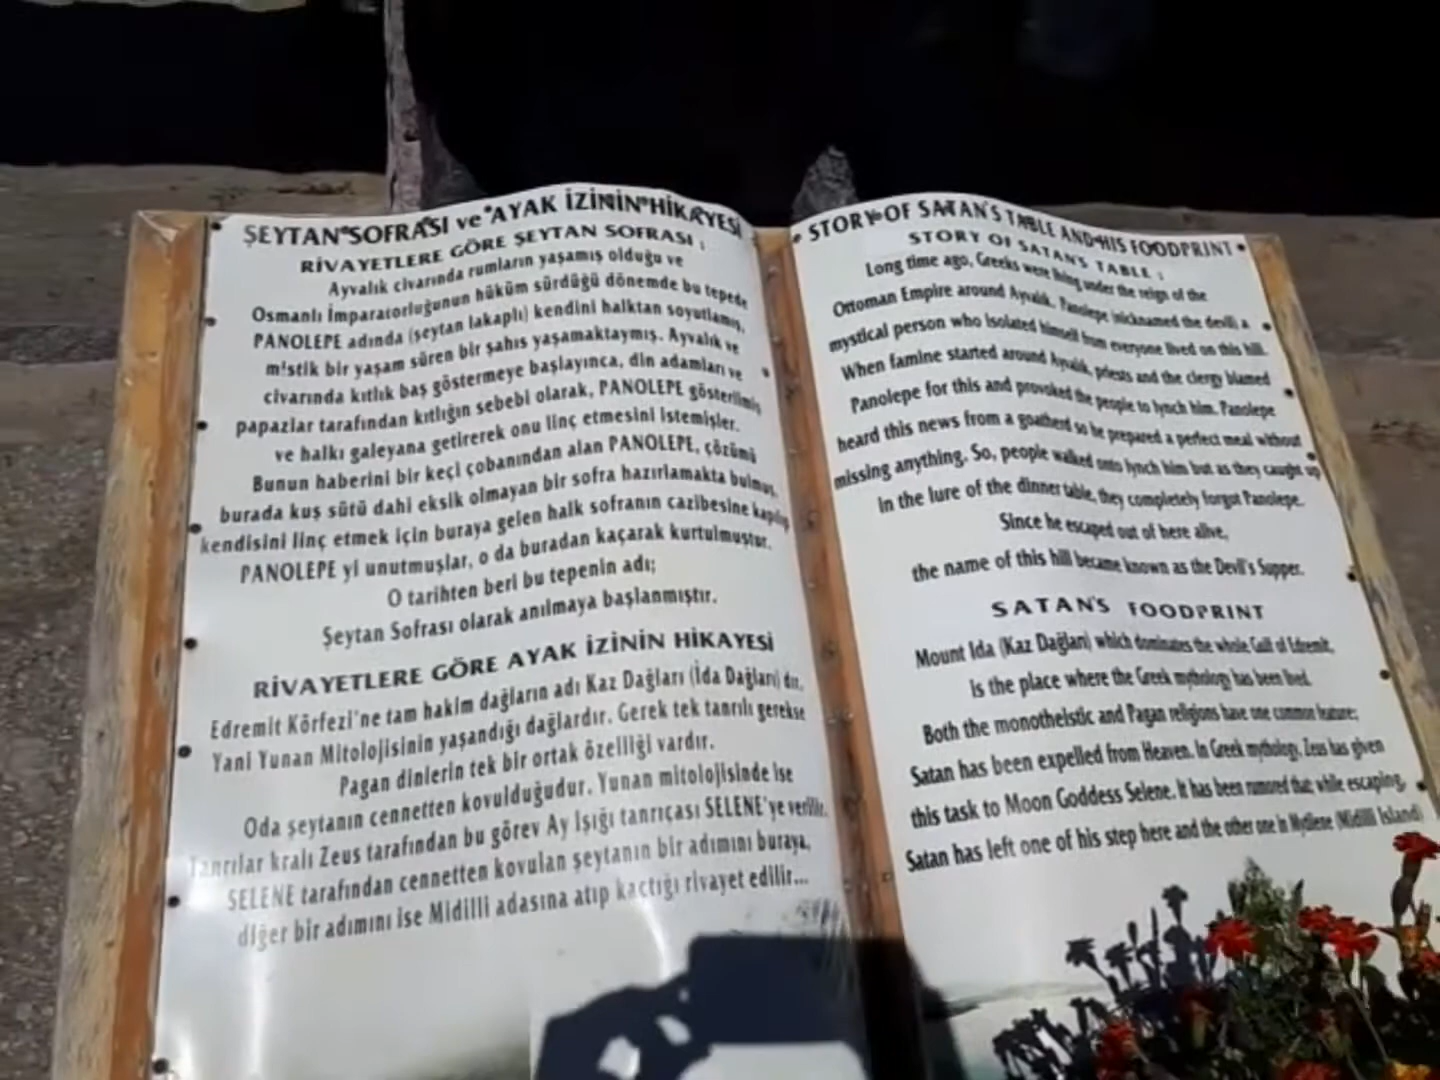 ŞEYTAN SOFRASI ve AYAK İZİNİN HİKAYESİ
RİVAYETLERE GÖRE ŞEYTAN SOFRASI ;
Ayvalık civarında rumların yaşamış olduğu ve
Osmanlı İmparatorluğunun hüküm sürdüğü dönemde bu tepede
PANOLEPE adında (şeytan lakaplı) kendini halktan soyutlamış,
mistik bir yaşam süren bir şahıs yaşamaktaymış. Ayvalık ve
civarında kıtlık baş göstermeye başlayınca, din adamları ve
papazlar tarafından kıtlığın sebebi olarak, PANOLEPE gösterilmiş
ve halkı galeyana getirerek onu linç etmesini istemişler.
Bunun haberini bir keçi çobanından alan PANOLEPE, çözümü
burada kuş sütü dahi eksik olmayan bir sofra hazırlamakta bulmuş,
kendisini linç etmek için buraya gelen halk sofranın cazibesine kapılıp
PANOLEPE yi unutmuşlar, o da buradan kaçarak kurtulmuştur.
O tarihten beri bu tepenin adı;
Şeytan Sofrası olarak anılmaya başlanmıştır.
RİVAYETLERE GÖRE AYAK İZİNİN HİKAYESİ
Edremit Körfezi'ne tam hakim dağların adı Kaz Dağları (İda Dağları) dır.
Yani Yunan Mitolojisinin yaşandığı dağlardır. Gerek tek tanrılı gerekse
Pagan dinlerin tek bir ortak özelliği vardır.
Oda şeytanın cennetten kovulduğudur. Yunan mitolojisinde ise
Tanrılar kralı Zeus tarafından bu görev Ay Işığı tanrıçası SELENE'ye verilir.
SELENE tarafından cennetten kovulan şeytanın bir adımını buraya,
diğer bir adımını ise Midilli adasına atıp kaçtığı rivayet edilir...
STORY OF SATAN'S TABLE AND HIS FOODPRINT
STORY OF SATAN'S TABLE ;
Long time ago, Greeks were living under the reign of the
Ottoman Empire around Ayvalık. Panolepe (nicknamed the devil) a
mystical person who isolated himself from everyone lived on this hill.
When famine started around Ayvalık, priests and the clergy blamed
Panolepe for this and provoked the people to lynch him. Panolepe
heard this news from a goatherd so he prepared a perfect meal without
missing anything. So, people walked onto lynch him but as they caught up
in the lure of the dinner table, they completely forgot Panolepe.
Since he escaped out of here alive,
the name of this hill became known as the Devil's Supper.
SATAN'S FOODPRINT
Mount Ida (Kaz Dağları) which dominates the whole Gulf of Edremit,
is the place where the Greek mythology has been lived.
Both the monotheistic and Pagan religions have one common feature;
Satan has been expelled from Heaven. In Greek mythology, Zeus has given
this task to Moon Goddess Selene. It has been rumored that; while escaping,
Satan has left one of his step here and the other one in Mytilene (Midilli Island)